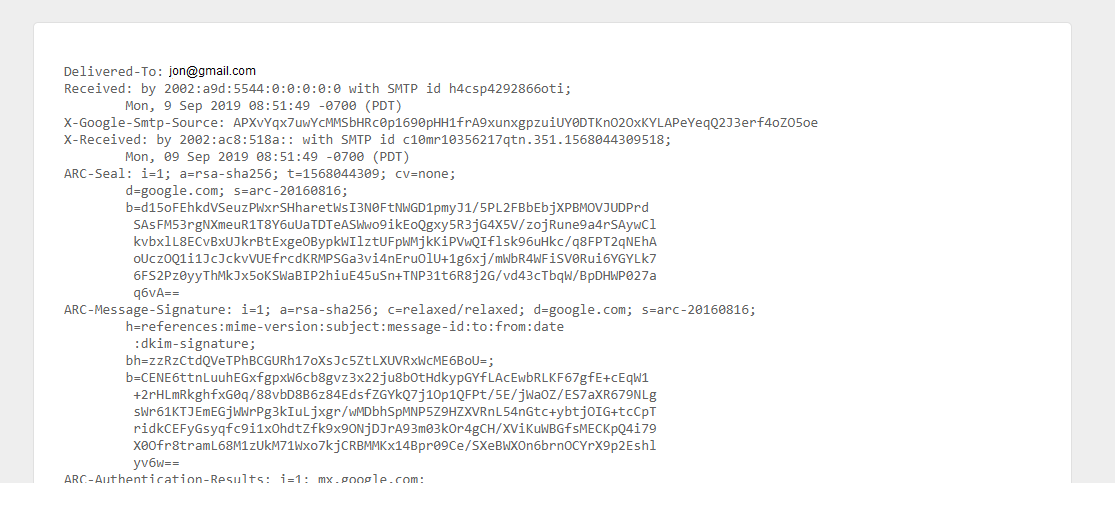 Delivered-To: jon@gmail.com
Received: by 2002:a9d:5544:0:0:0:0:0 with SMTP id h4csp4292866oti;
Mon, 9 Sep 2019 08:51:49 -0700 (PDT)
X-Google-Smtp-Source: APXvYqx7uwYcMMSbHRc0p1690pHH1frA9xunxgpzuiUY0DTKnO2OxKYLAPeYeqQ2J3erf4oZO5oe
X-Received: by 2002:ac8:518a:: with SMTP id c10mr10356217qtn.351.1568044309518;
Mon, 09 Sep 2019 08:51:49 -0700 (PDT)
ARC-Seal: i=1; a=rsa-sha256; t=1568044309; cv=none;
d=google.com; s=arc-20160816;
b=d15oFEhkdVSeuzPWxrSHharetWsI3N0FtNWGD1pmyJ1/5PL2FBbEbjXPBMOVJUDPrd
SAsFM53rgNXmeuR1T8Y6uUaTDTeASWwo9ikEoQgxy5R3jG4X5V/zojRune9a4rSAywCl
kvbxlL8ECvBxUJkrBtExgeOBypkWIlztUFpWMjkKiPVwQIflsk96uHkc/q8FPT2qNEhA
oUczOQ1i1JcJckvVUEfrcdKRMPSGa3vi4nEruOlU+1g6xj/mWbR4WFiSV0Rui6YGYLk7
6FS2Pz0yyThMkJx5oKSWaBIP2hiuE45uSn+TNP31t6R8j2G/vd43cTbqW/BpDHWP027a
q6vA==
ARC-Message-Signature: i=1; a=rsa-sha256; c=relaxed/relaxed; d=google.com; s=arc-20160816;
h=references:mime-version:subject:message-id:to:from:date
:dkim-signature;
bh=zzRzCtdQVeTPhBCGURh17oXsJc5ZtLXUVRxWcME6BoU=;
b=CENE6ttnLuuhEGxfgpxW6cb8gvz3x22ju8bOtHdkypGYfLAcEwbRLKF67gfE+cEqW1
+2rHLmRkghfxG0q/88vbD8B6z84EdsfZGYkQ7j1Op1QFPt/5E/jWaOZ/ES7aXR679NLg
sWr61KTJEmEGjWWrPg3kIuLjxgr/wMDbhSpMNP5Z9HZXVRnL54nGtc+ybtjOIG+tcCpT
ridkCEFyGsyqfc9i1xOhdtZfk9x9ONjDJrA93m03kOr4gCH/XViKuWBGfsMECKpQ4i79
X0Ofr8tramL68M1zUkM71Wxo7kjCRBMMKx14Bpr09Ce/SXeBWXOn6brnOCYrX9p2Eshl
yv6w==
ARC-Authentication-Results: i=1; mx.google.com;